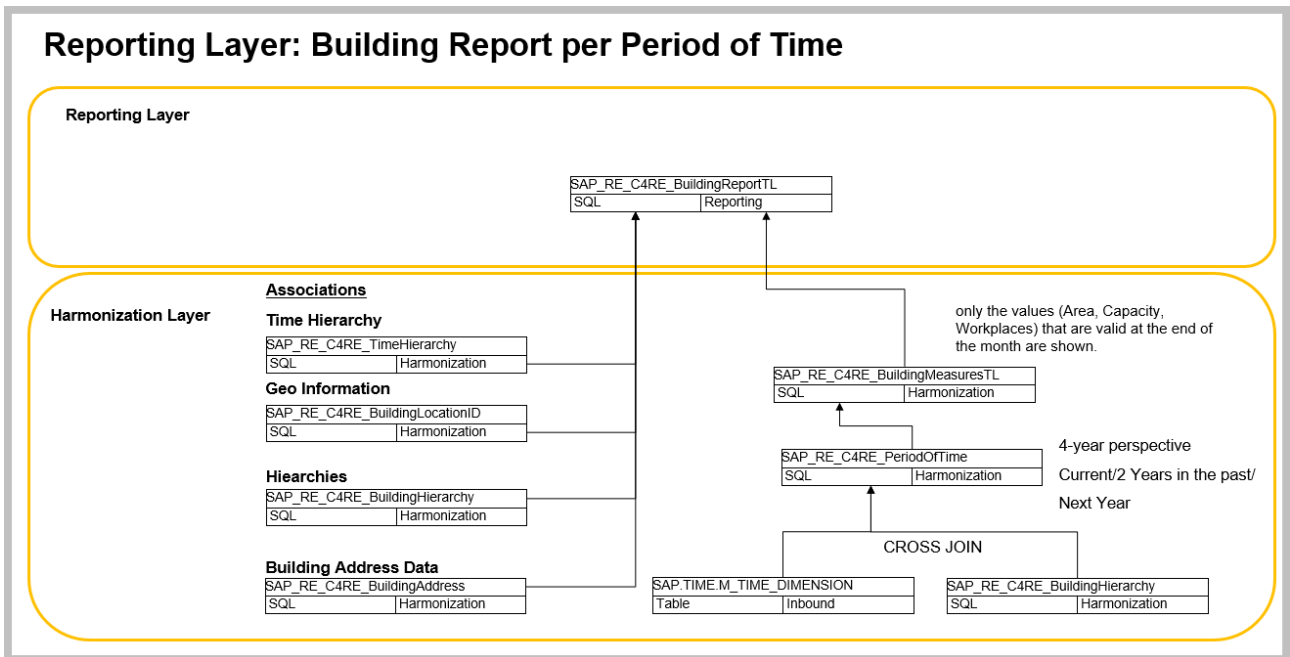 Reporting Layer: Building Report per Period of Time
Reporting Layer
SAP_RE_C4RE_BuildingReportTL
SQL Reporting
Harmonization Layer
Associations
Time Hierarchy
SAP_RE_C4RE_TimeHierarchy
SQL Harmonization
Geo Information
SAP_RE_C4RE_BuildingLocationID
SQL Harmonization
Hiearchies
SAP_RE_C4RE_BuildingHierarchy
SQL Harmonization
Building Address Data
SAP_RE_C4RE_BuildingAddress
SQL Harmonization
only the values (Area, Capacity,
Workplaces) that are valid at the end of
the month are shown.
SAP_RE_C4RE_BuildingMeasuresTL
SQL Harmonization
SAP_RE_C4RE_PeriodOfTime
SQL Harmonization
4-year perspective
Current/2 Years in the past/
Next Year
CROSS JOIN
SAP.TIME.M_TIME_DIMENSION
Table Inbound
SAP_RE_C4RE_BuildingHierarchy
SQL Harmonization